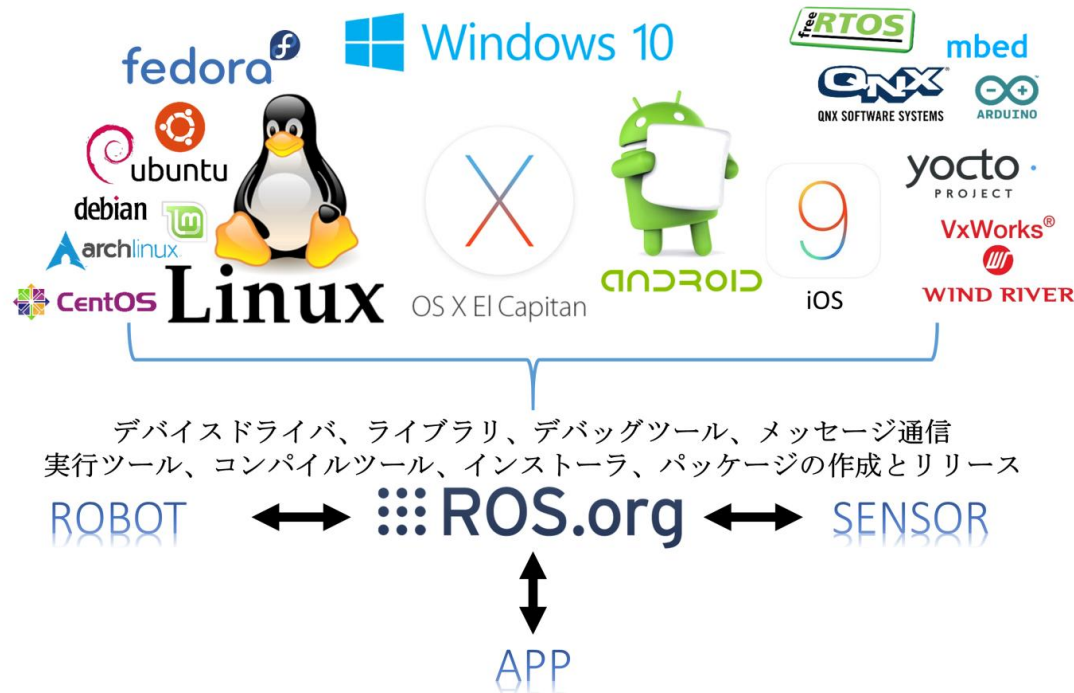 fedora
Windows 10
free RTOS
mbed
QNX
QNX SOFTWARE SYSTEMS
ARDUINO
ubuntu
debian
archlinux
CentOS
Linux
OS X El Capitan
ANDROID
9
iOS
yocto
PROJECT
VxWorks®
WIND RIVER
デバイスドライバ、ライブラリ、デバッグツール、メッセージ通信
実行ツール、コンパイルツール、インストーラ、パッケージの作成とリリース
ROBOT
ROS.org
SENSOR
APP